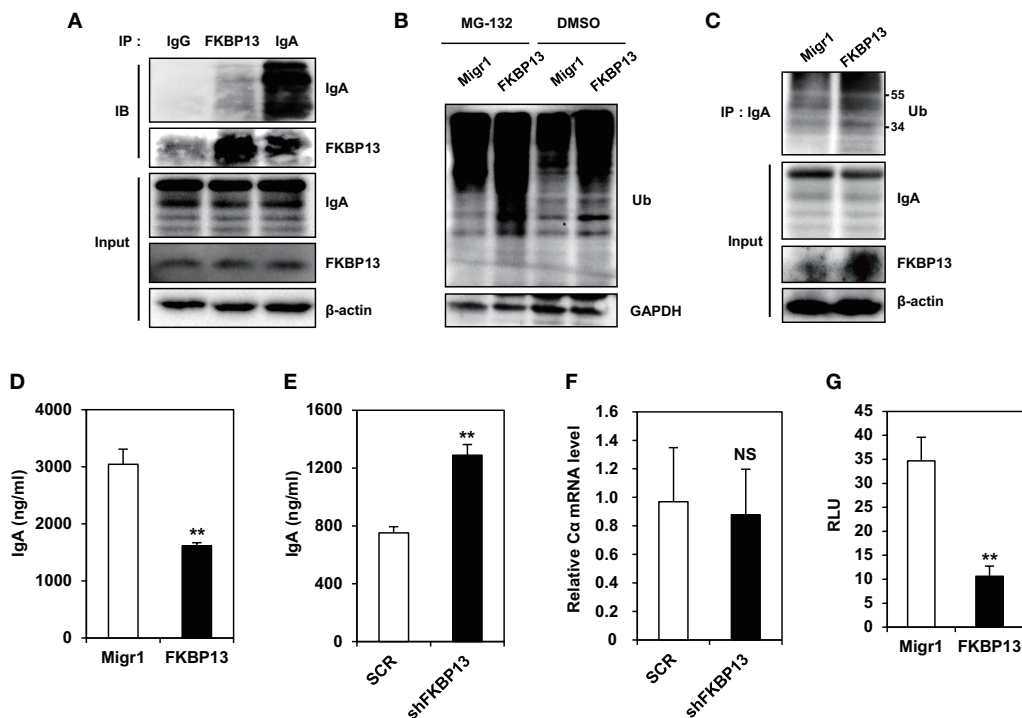 A
IP : IgG FKBP13 IgA
IB
IgA
FKBP13
Input
IgA
FKBP13
β-actin
B
MG-132 DMSO
Migr1 FKBP13 Migr1 FKBP13
Ub
GAPDH
C
Migr1 FKBP13
IP : IgA
55
Ub
34
Input
IgA
FKBP13
β-actin
D
IgA (ng/ml)
4000
3000
2000
1000
0
**
Migr1 FKBP13
E
IgA (ng/ml)
1600
1200
800
400
0
**
SCR shFKBP13
F
Relative Cα mRNA level
1.6
1.4
1.2
1.0
0.8
0.6
0.4
0.2
0
NS
SCR shFKBP13
G
RLU
45
40
35
30
25
20
15
10
5
0
**
Migr1 FKBP13